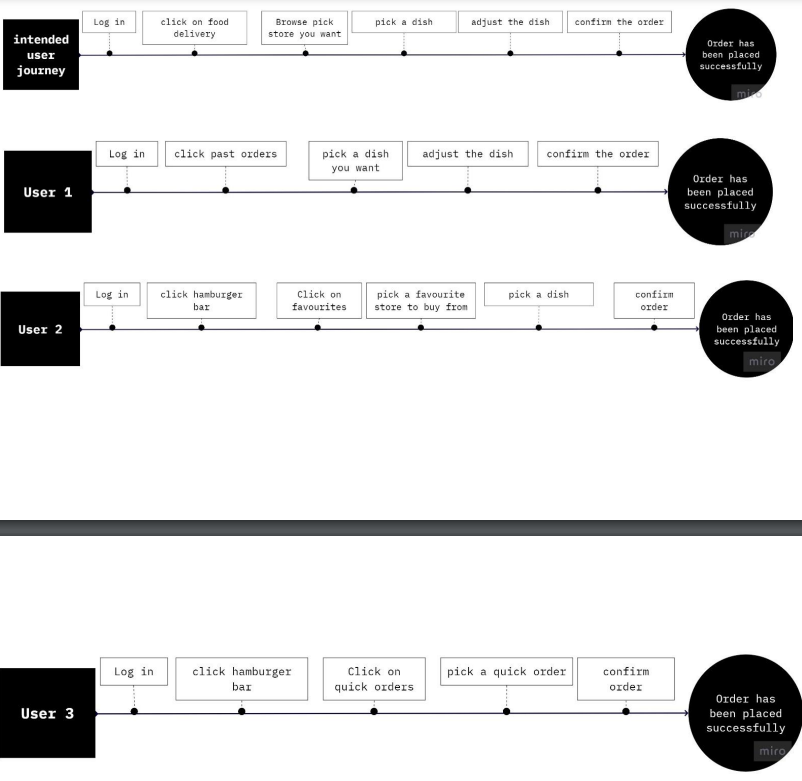 intended
user
journey
Log in
click on food
delivery
Browse pick
store you want
pick a dish
adjust the dish
confirm the order
Order has
been placed
successfully
miro
User 1
Log in
click past orders
pick a dish
you want
adjust the dish
confirm the order
Order has
been placed
successfully
miro
User 2
Log in
click hamburger
bar
Click on
favourites
pick a favourite
store to buy from
pick a dish
confirm
order
Order has
been placed
successfully
miro
User 3
Log in
click hamburger
bar
Click on
quick orders
pick a quick order
confirm
order
Order has
been placed
successfully
miro